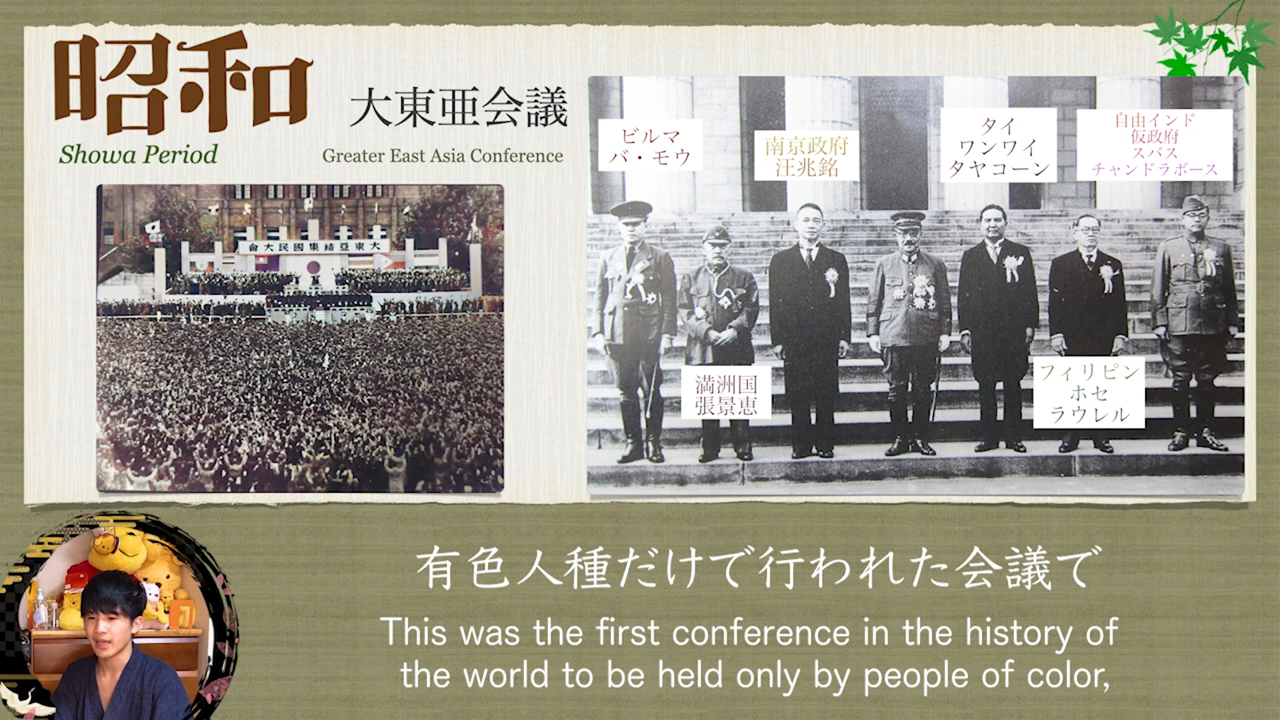 昭和
Showa Period
大東亜会議
Greater East Asia Conference
會大民國集結亞東大
ビルマ
バ・モウ
南京政府
汪兆銘
タイ
ワンワイ
タヤコーン
自由インド
仮政府
スバス
チャンドラボース
満洲国
張景恵
フィリピン
ホセ
ラウレル
有色人種だけで行われた会議で
This was the first conference in the history of
the world to be held only by people of color,